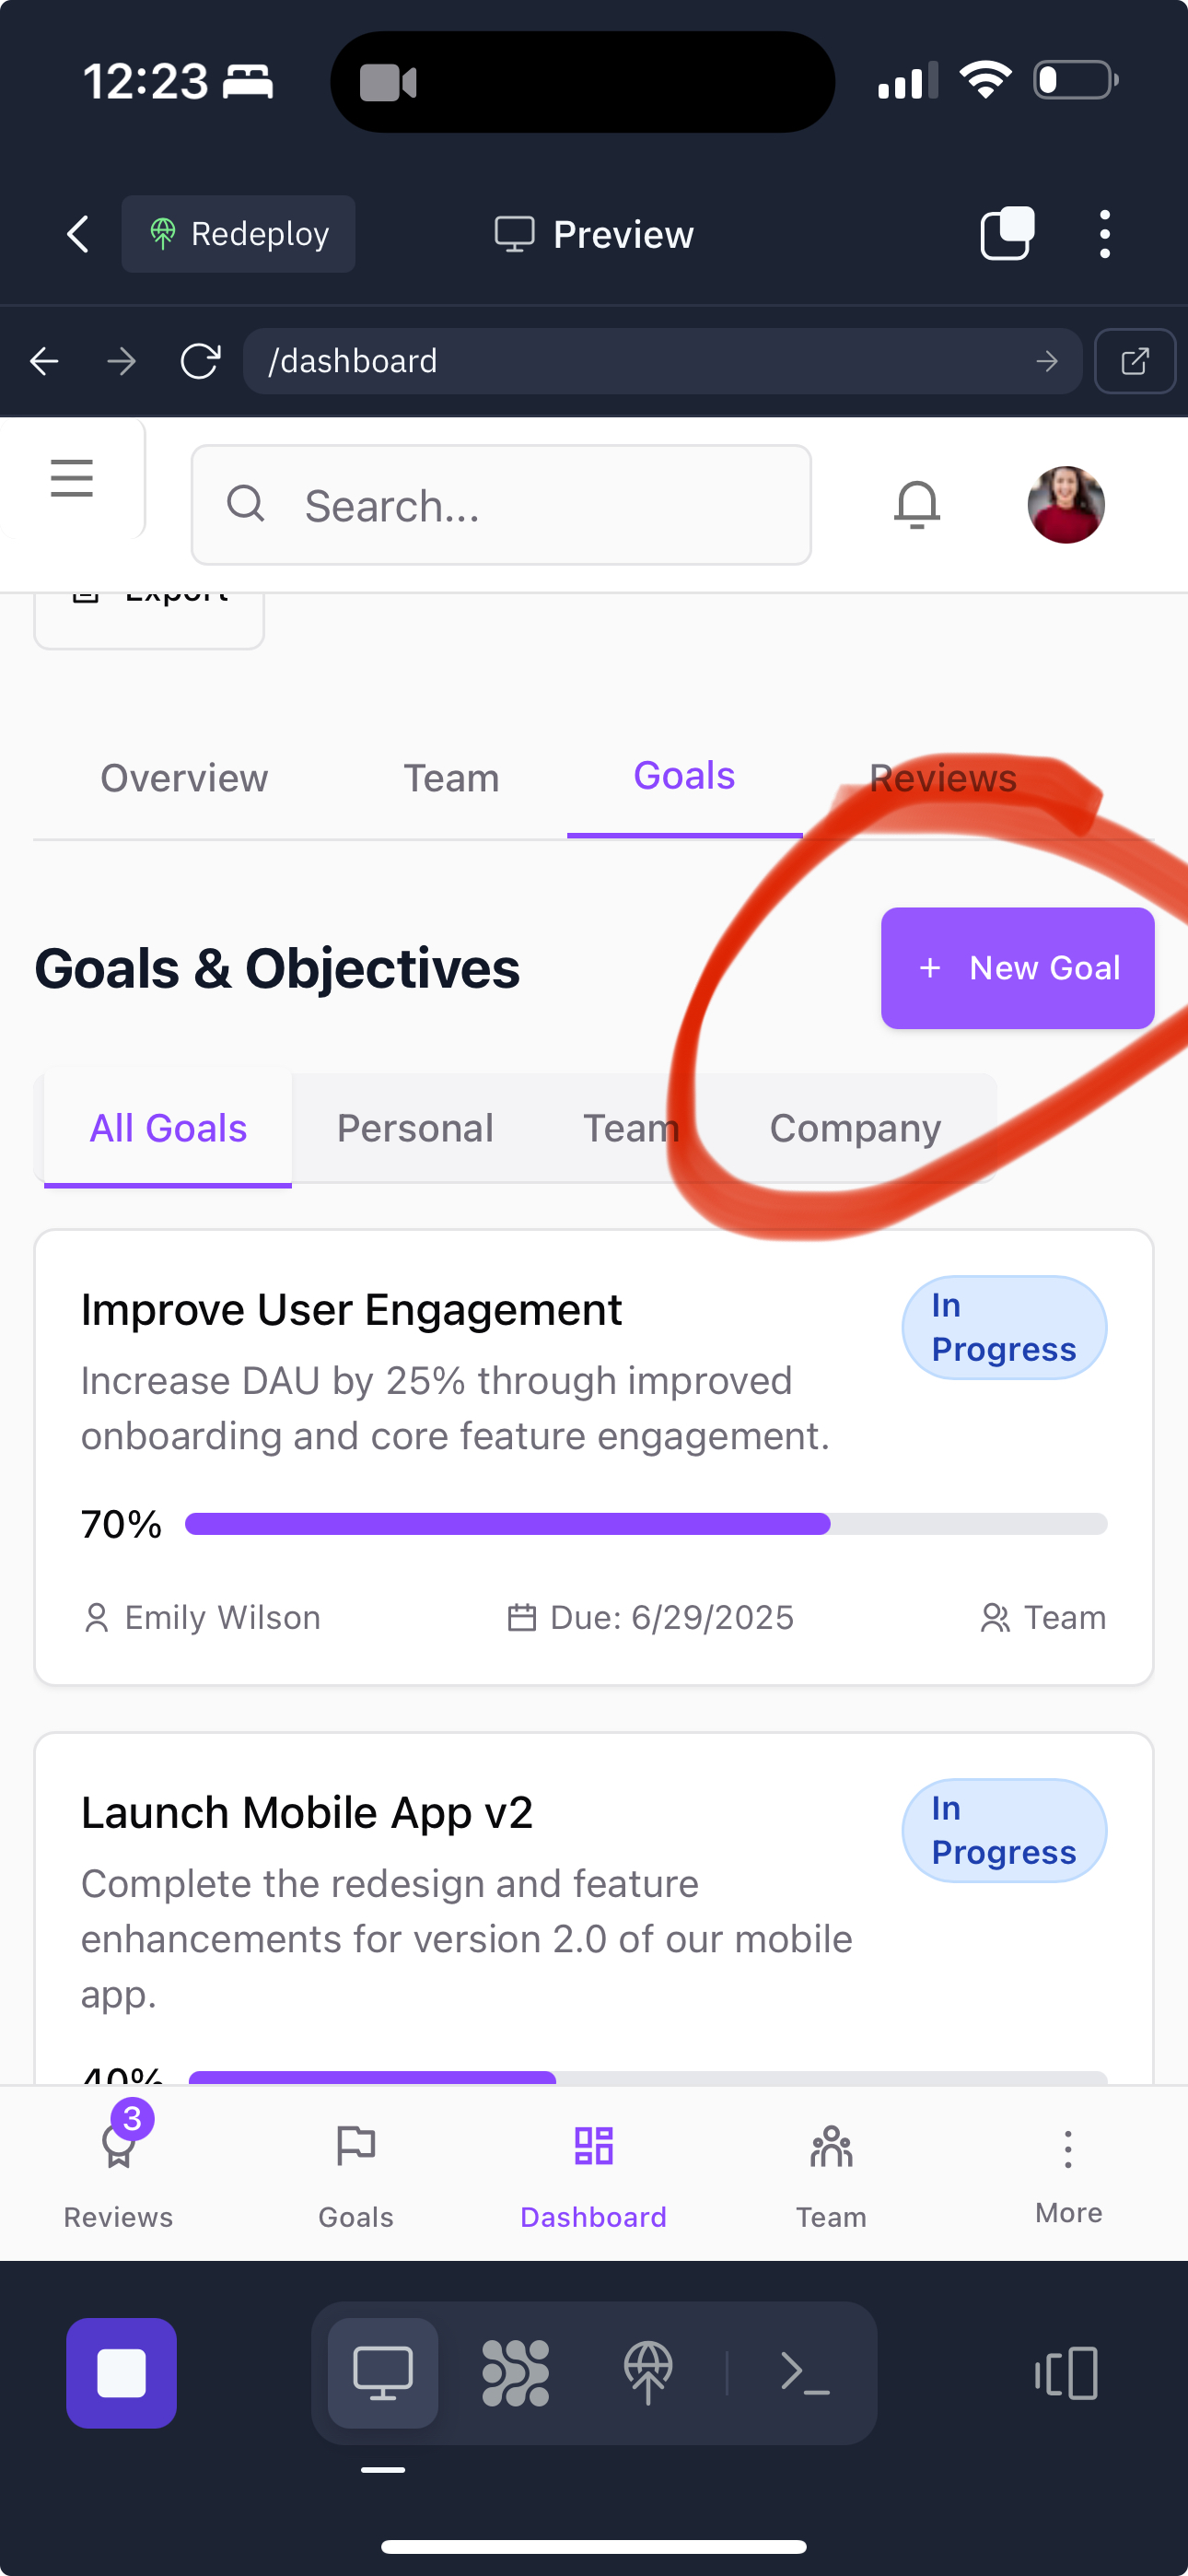 12:23
Redeploy
Preview
/dashboard
Search...
Export
Overview Team Goals Reviews
Goals & Objectives
+ New Goal
All Goals Personal Team Company
Improve User Engagement
In
Progress
Increase DAU by 25% through improved
onboarding and core feature engagement.
70%
Emily Wilson Due: 6/29/2025 Team
Launch Mobile App v2
In
Progress
Complete the redesign and feature
enhancements for version 2.0 of our mobile
app.
40%
3
Reviews Goals Dashboard Team More